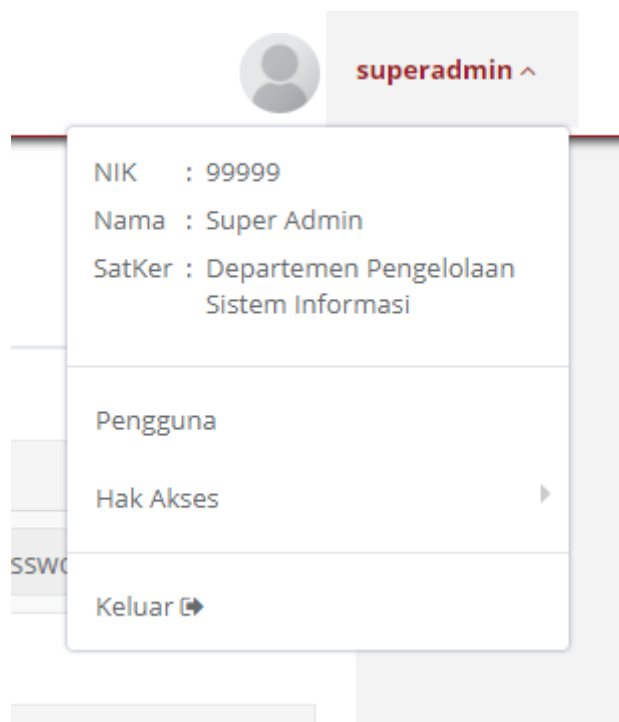 superadmin
NIK : 99999
Nama : Super Admin
SatKer : Departemen Pengelolaan
Sistem Informasi
Pengguna
Hak Akses
Keluar